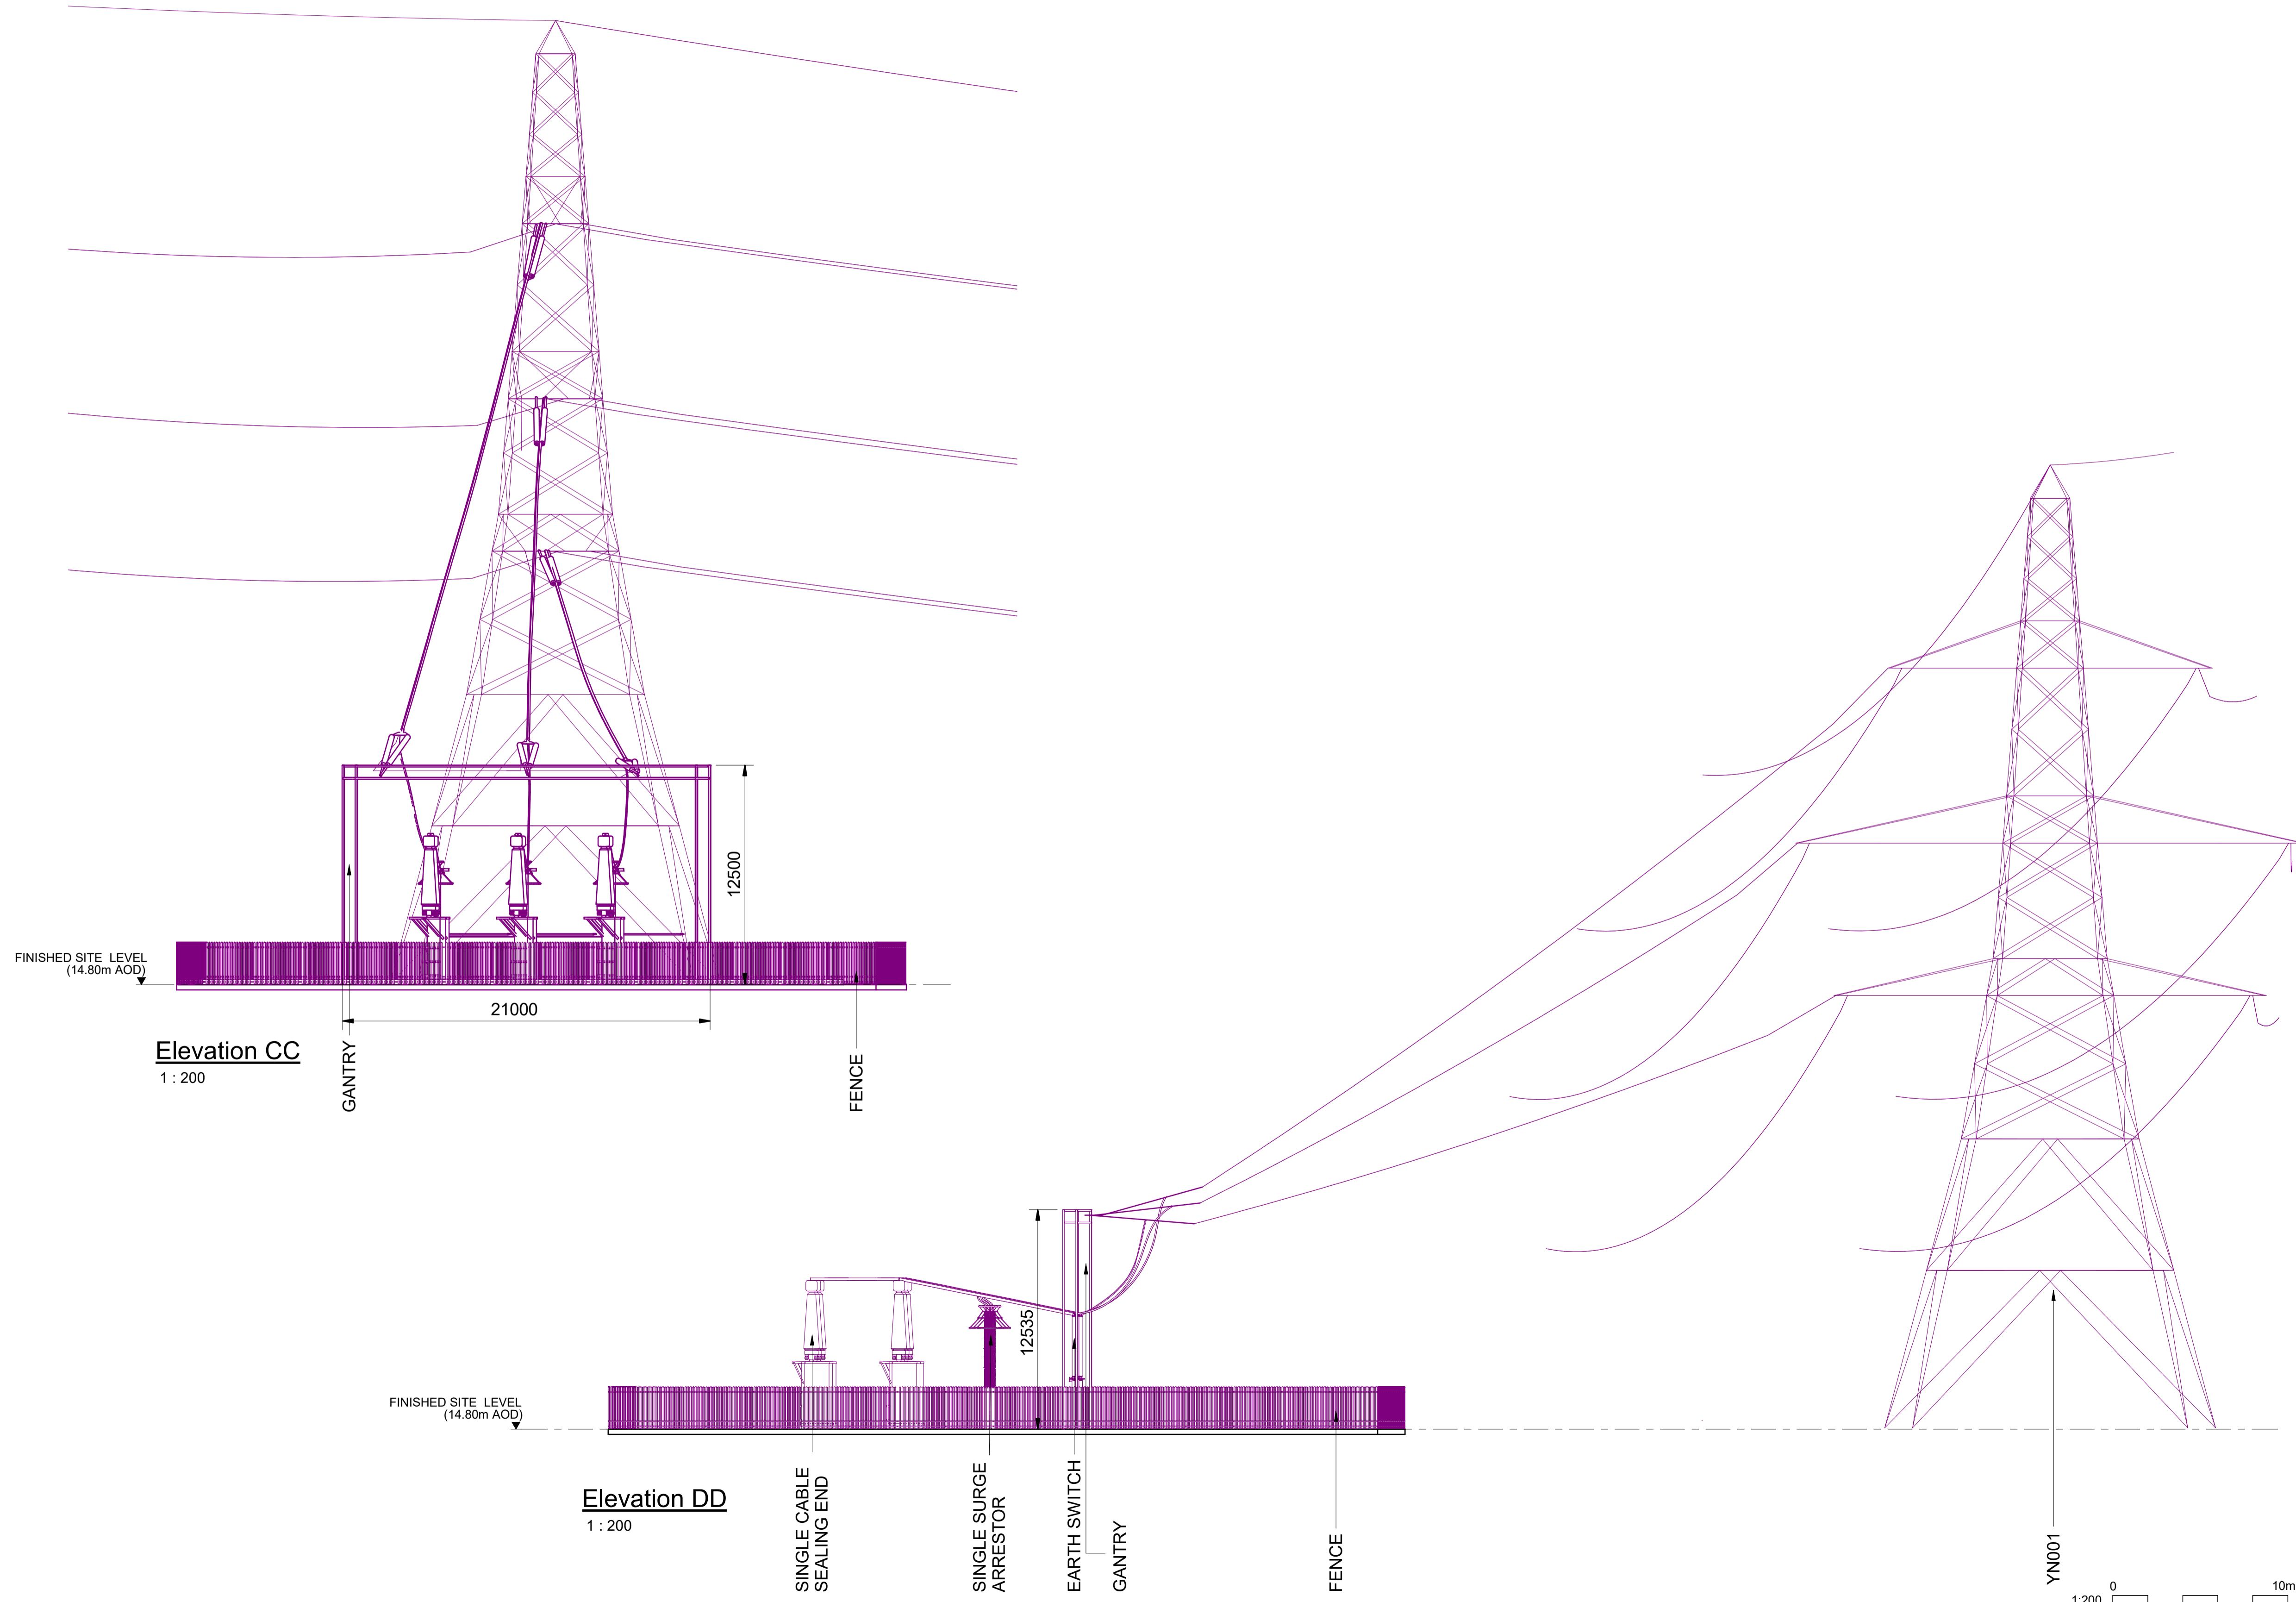 12500
FINISHED SITE LEVEL
(14.80m AOD)
21000
Elevation CC
1 : 200
GANTRY
FENCE
12535
FINISHED SITE LEVEL
(14.80m AOD)
Elevation DD
1 : 200
SINGLE CABLE
SEALING END
SINGLE SURGE
ARRESTOR
EARTH SWITCH
GANTRY
FENCE
YN001
0
10m
1:200